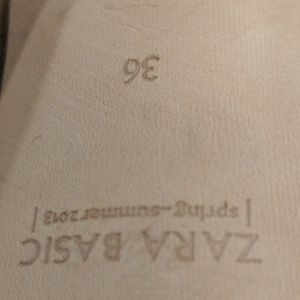 ZARA BASIC
| spring-summer 2013 |
36